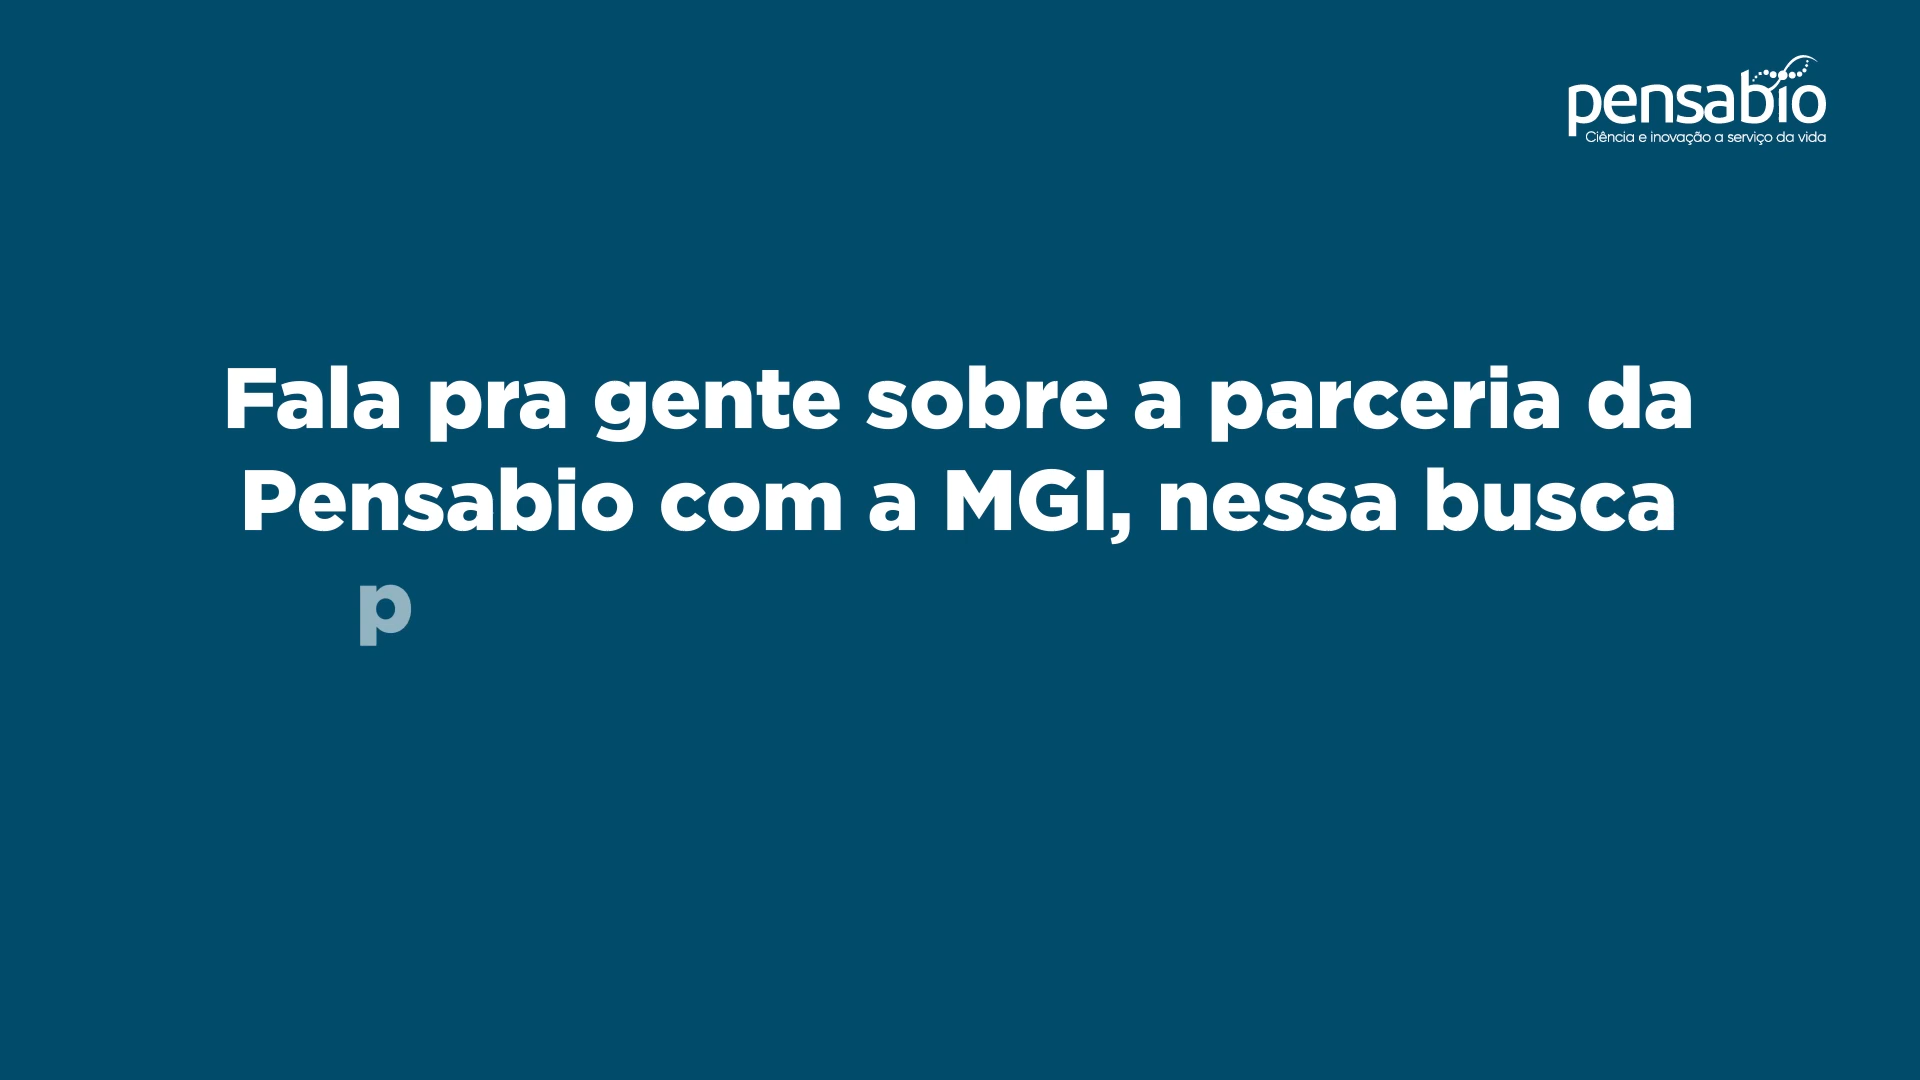 pensabio
Ciência e inovação a serviço da vida
Fala pra gente sobre a parceria da
Pensabio com a MGI, nessa busca
p